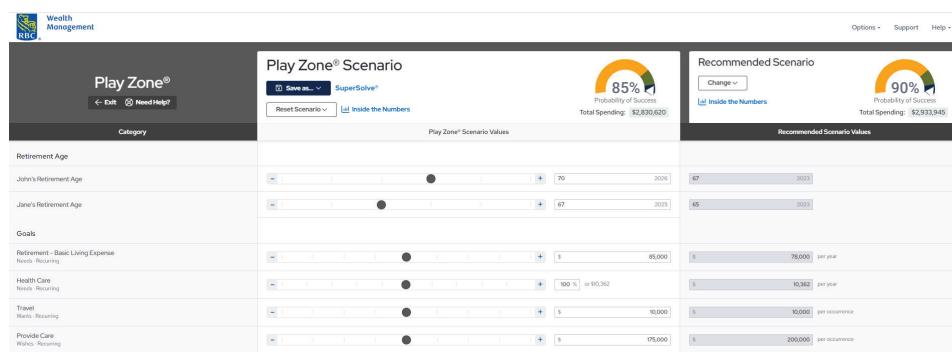 RBC
Wealth
Management
Options
Support
Help
Play Zone®
← Exit Need Help?
Play Zone® Scenario
Save as...
SuperSolve®
Reset Scenario
Inside the Numbers
85%
Probability of Success
Total Spending: $2,830,620
Recommended Scenario
Change
Inside the Numbers
90%
Probability of Success
Total Spending: $2,933,945
Category Play Zone® Scenario Values Recommended Scenario Values
Retirement Age
John's Retirement Age - + 70 2026 67 2023
Jane's Retirement Age - + 67 2025 65 2023
Goals
Retirement - Basic Living Expense - + $ 85,000 $ 78,000 per year
Needs - Recurring
Health Care - + 100 % or $10,362 $ 10,362 per year
Needs - Recurring
Travel - + $ 10,000 $ 10,000 per occurrence
Wants - Recurring
Provide Care - + $ 175,000 $ 200,000 per occurrence
Wishes - Recurring